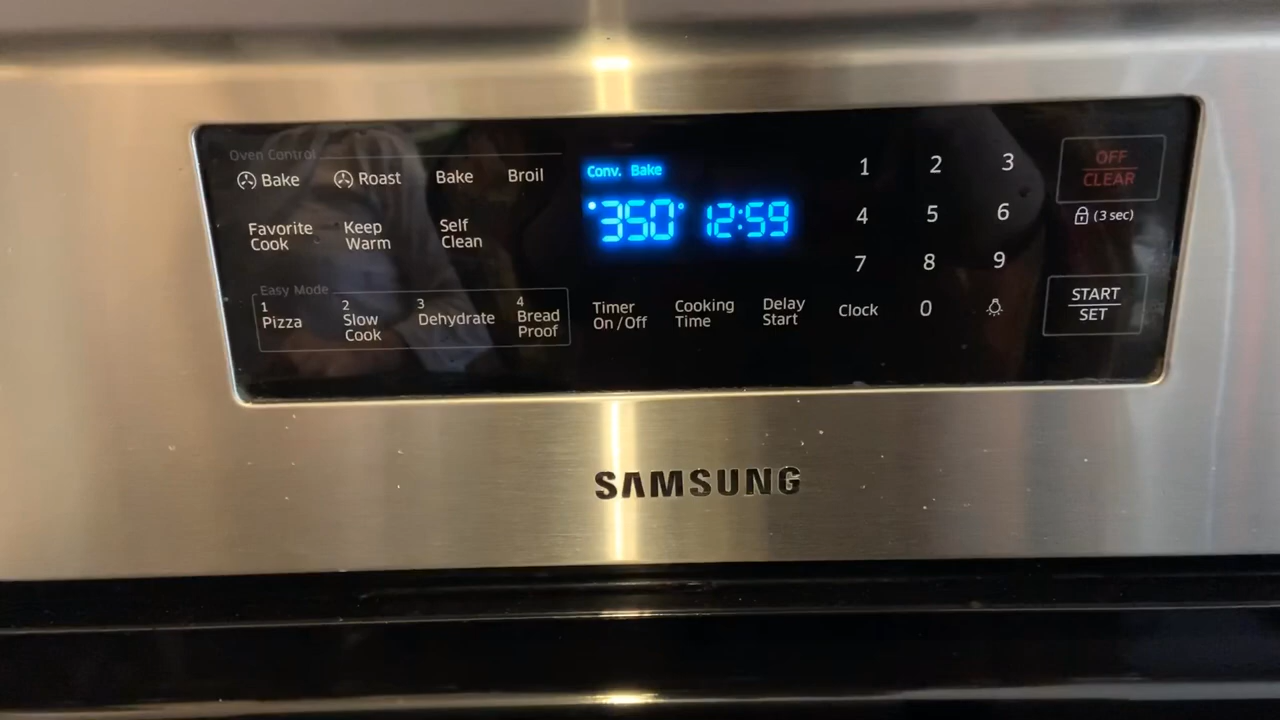 Oven Control
Bake Roast Bake Broil
Favorite Cook Keep Warm Self Clean
Easy Mode
1 Pizza 2 Slow Cook 3 Dehydrate 4 Bread Proof
Conv. Bake
350° 12:59
Timer On/Off Cooking Time Delay Start Clock
1 2 3
4 5 6
7 8 9
0
OFF
CLEAR
(3 sec)
START
SET
SAMSUNG